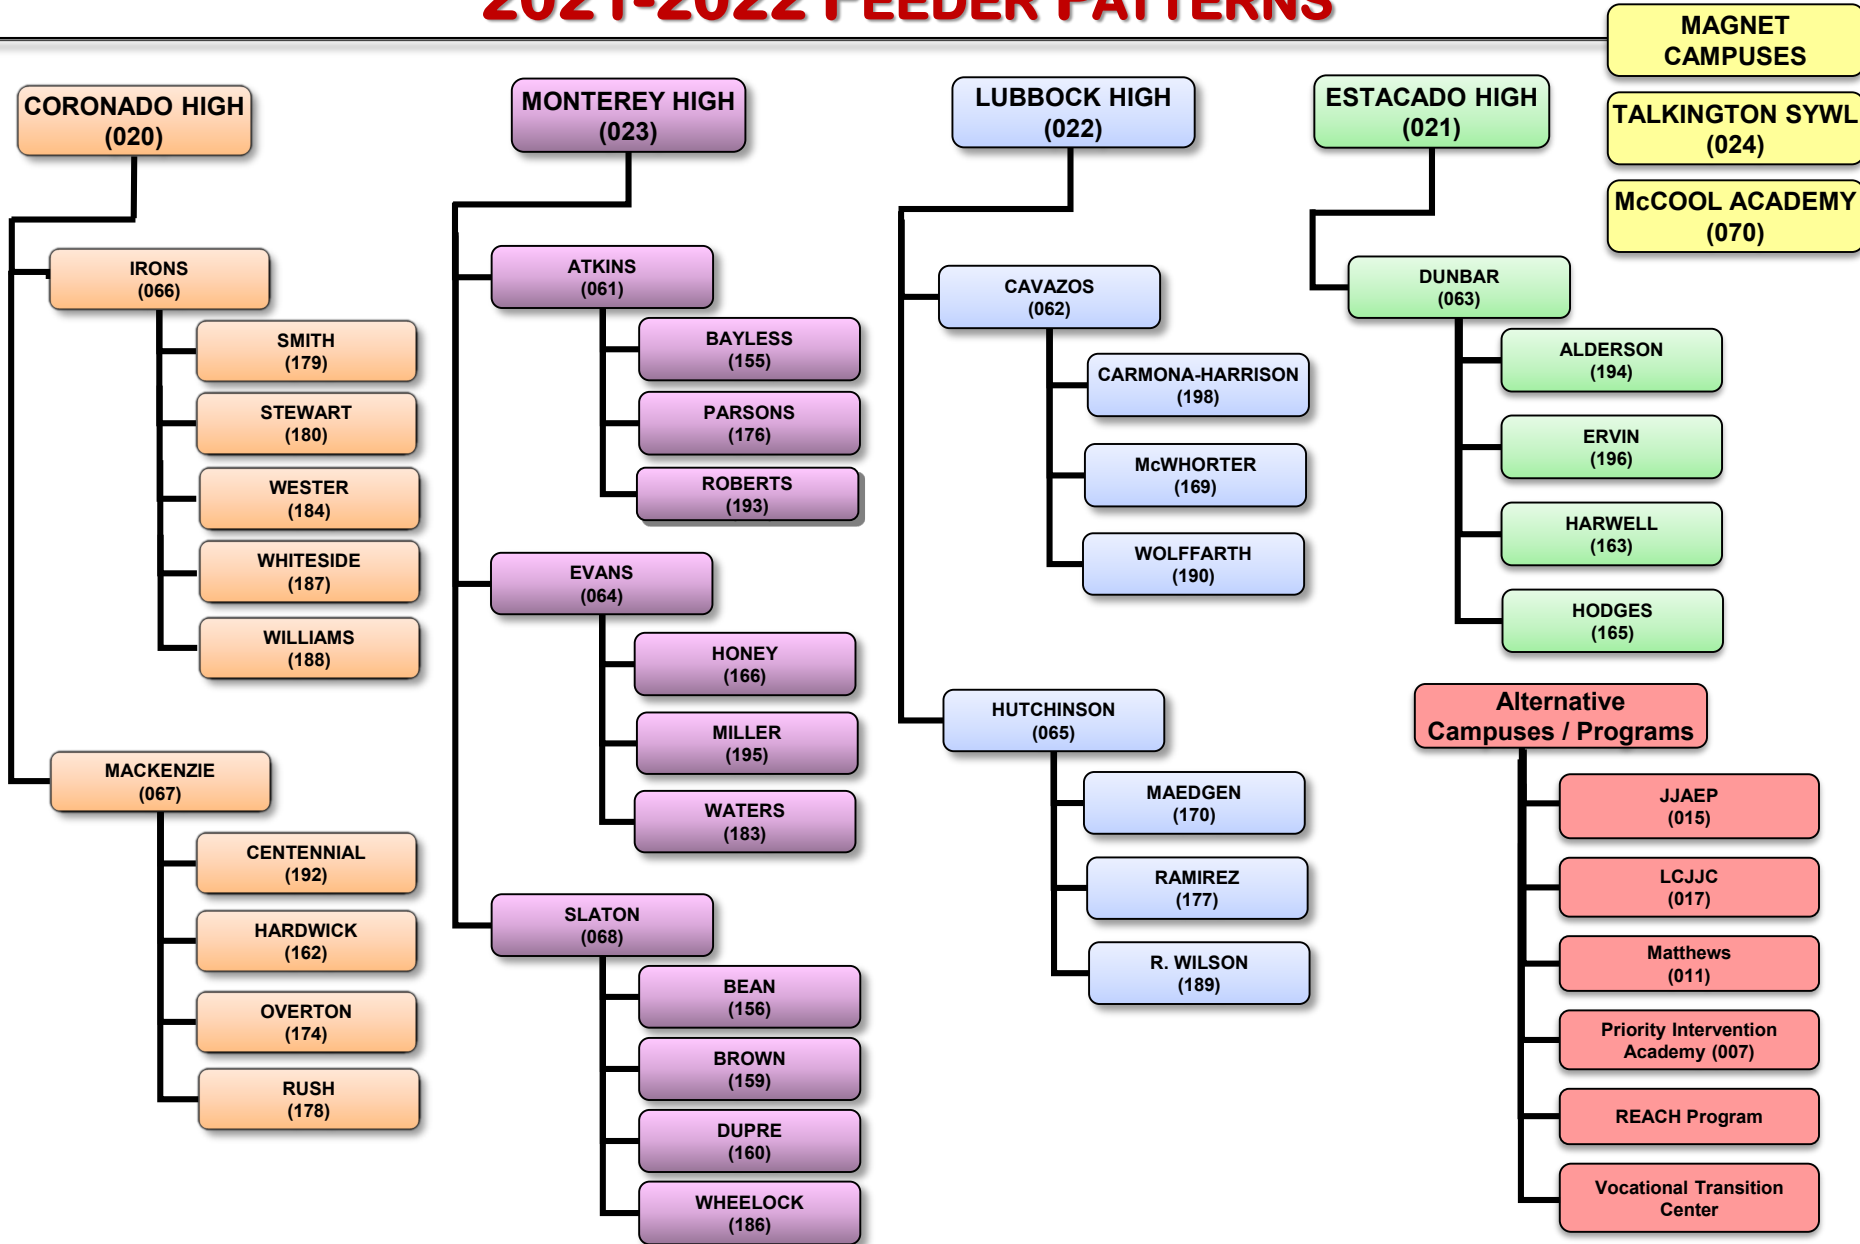 2021-2022 FEEDER PATTERNS
MAGNET
CAMPUSES
TALKINGTON SYWL
(024)
McCOOL ACADEMY
(070)
CORONADO HIGH
(020)
IRONS
(066)
SMITH
(179)
STEWART
(180)
WESTER
(184)
WHITESIDE
(187)
WILLIAMS
(188)
MACKENZIE
(067)
CENTENNIAL
(192)
HARDWICK
(162)
OVERTON
(174)
RUSH
(178)
MONTEREY HIGH
(023)
ATKINS
(061)
BAYLESS
(155)
PARSONS
(176)
ROBERTS
(193)
EVANS
(064)
HONEY
(166)
MILLER
(195)
WATERS
(183)
SLATON
(068)
BEAN
(156)
BROWN
(159)
DUPRE
(160)
WHEELOCK
(186)
LUBBOCK HIGH
(022)
CAVAZOS
(062)
CARMONA-HARRISON
(198)
McWHORTER
(169)
WOLFFARTH
(190)
HUTCHINSON
(065)
MAEDGEN
(170)
RAMIREZ
(177)
R. WILSON
(189)
ESTACADO HIGH
(021)
DUNBAR
(063)
ALDERSON
(194)
ERVIN
(196)
HARWELL
(163)
HODGES
(165)
Alternative
Campuses / Programs
JJAEP
(015)
LCJJC
(017)
Matthews
(011)
Priority Intervention
Academy (007)
REACH Program
Vocational Transition
Center